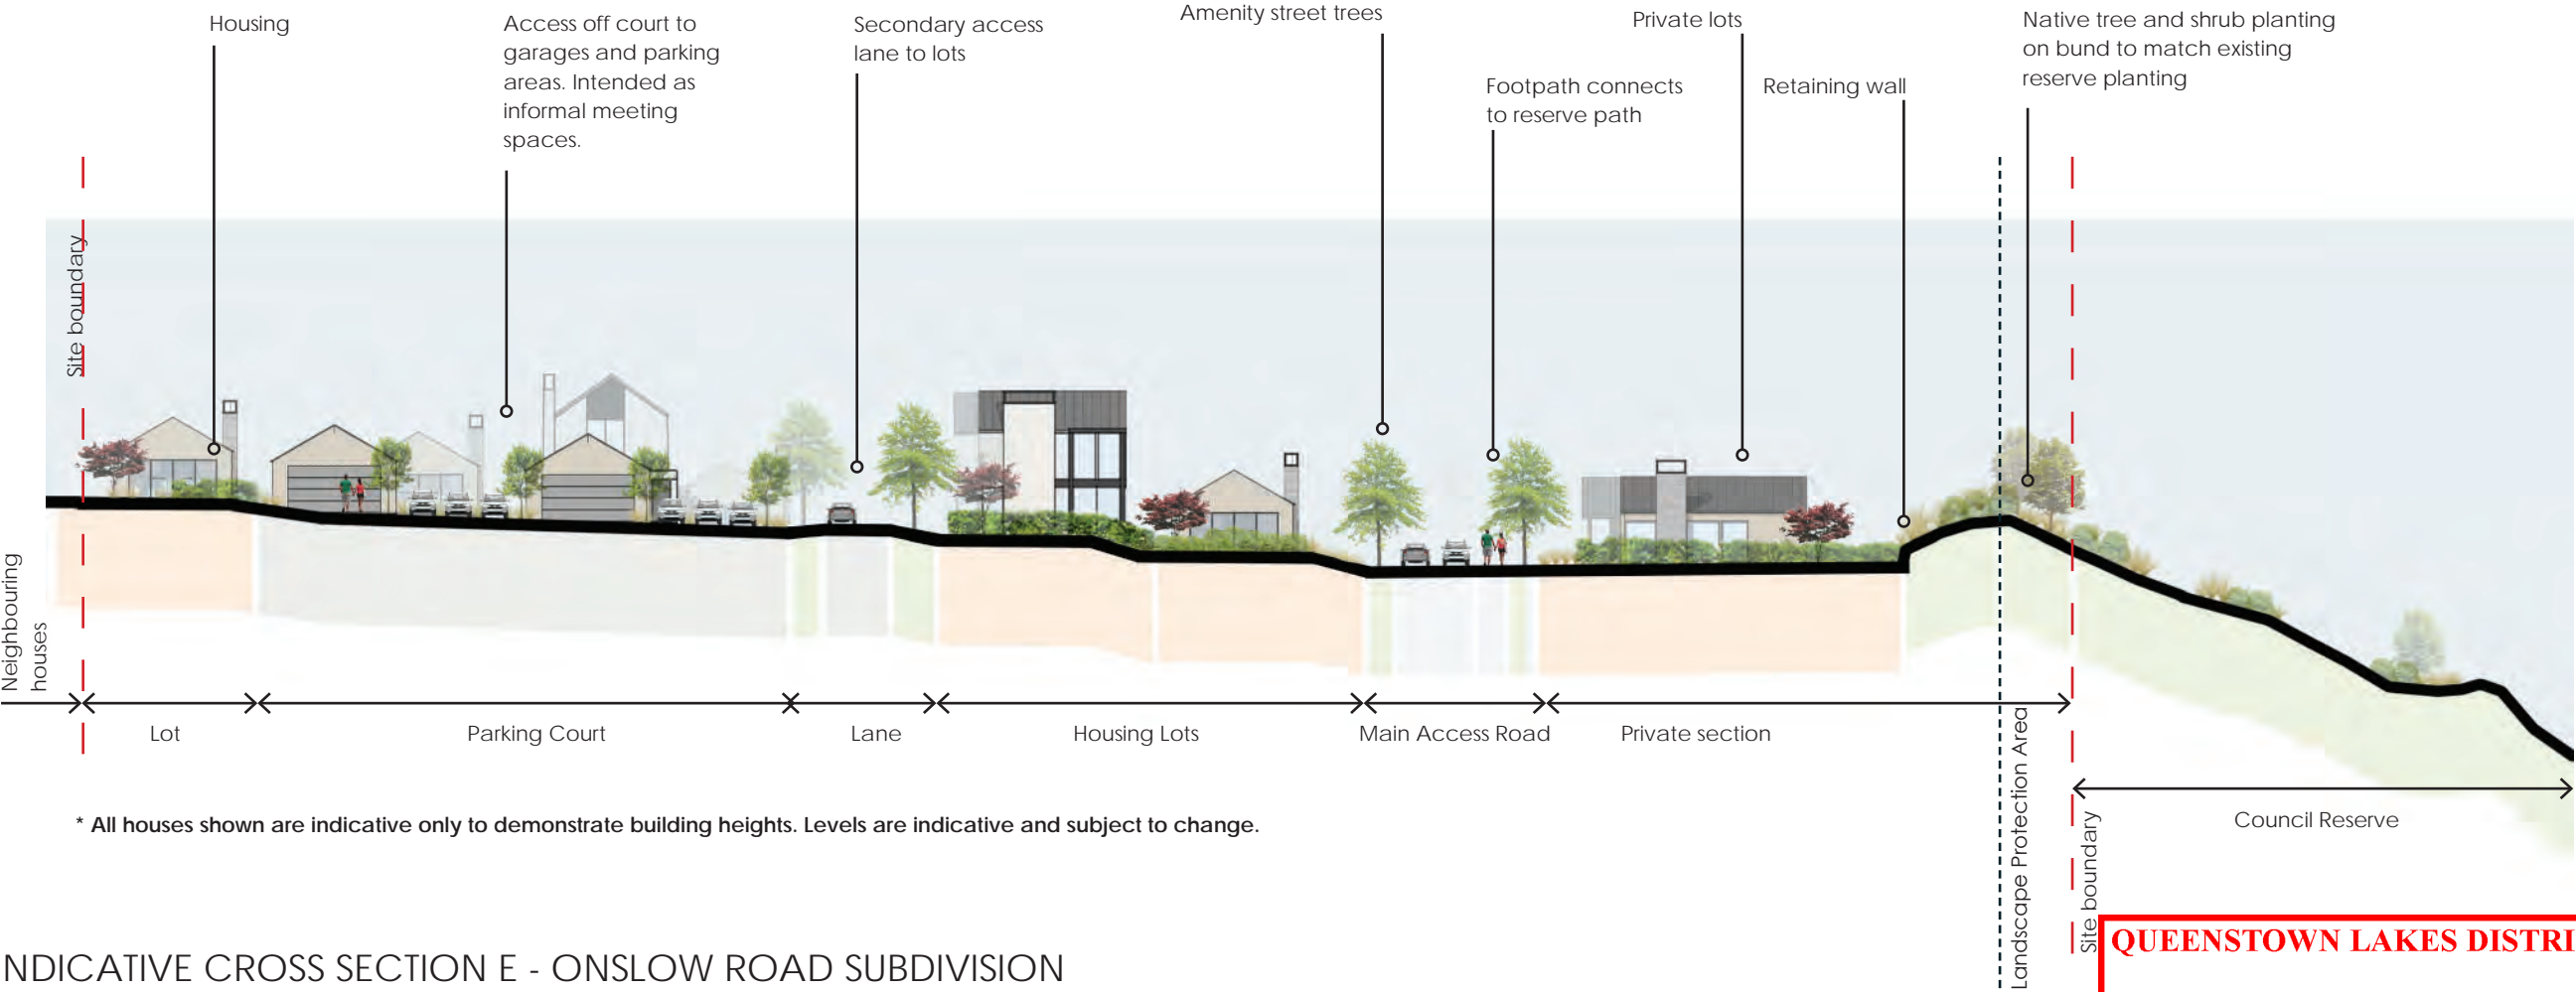 Housing
Access off court to
garages and parking
areas. Intended as
informal meeting
spaces.
Secondary access
lane to lots
Amenity street trees
Footpath connects
to reserve path
Private lots
Retaining wall
Native tree and shrub planting
on bund to match existing
reserve planting
Site boundary
Neighbouring
houses
Lot
Parking Court
Lane
Housing Lots
Main Access Road
Private section
Landscape Protection Area
Site boundary
Council Reserve
* All houses shown are indicative only to demonstrate building heights. Levels are indicative and subject to change.
NDICATIVE CROSS SECTION E - ONSLOW ROAD SUBDIVISION
QUEENSTOWN LAKES DISTRI